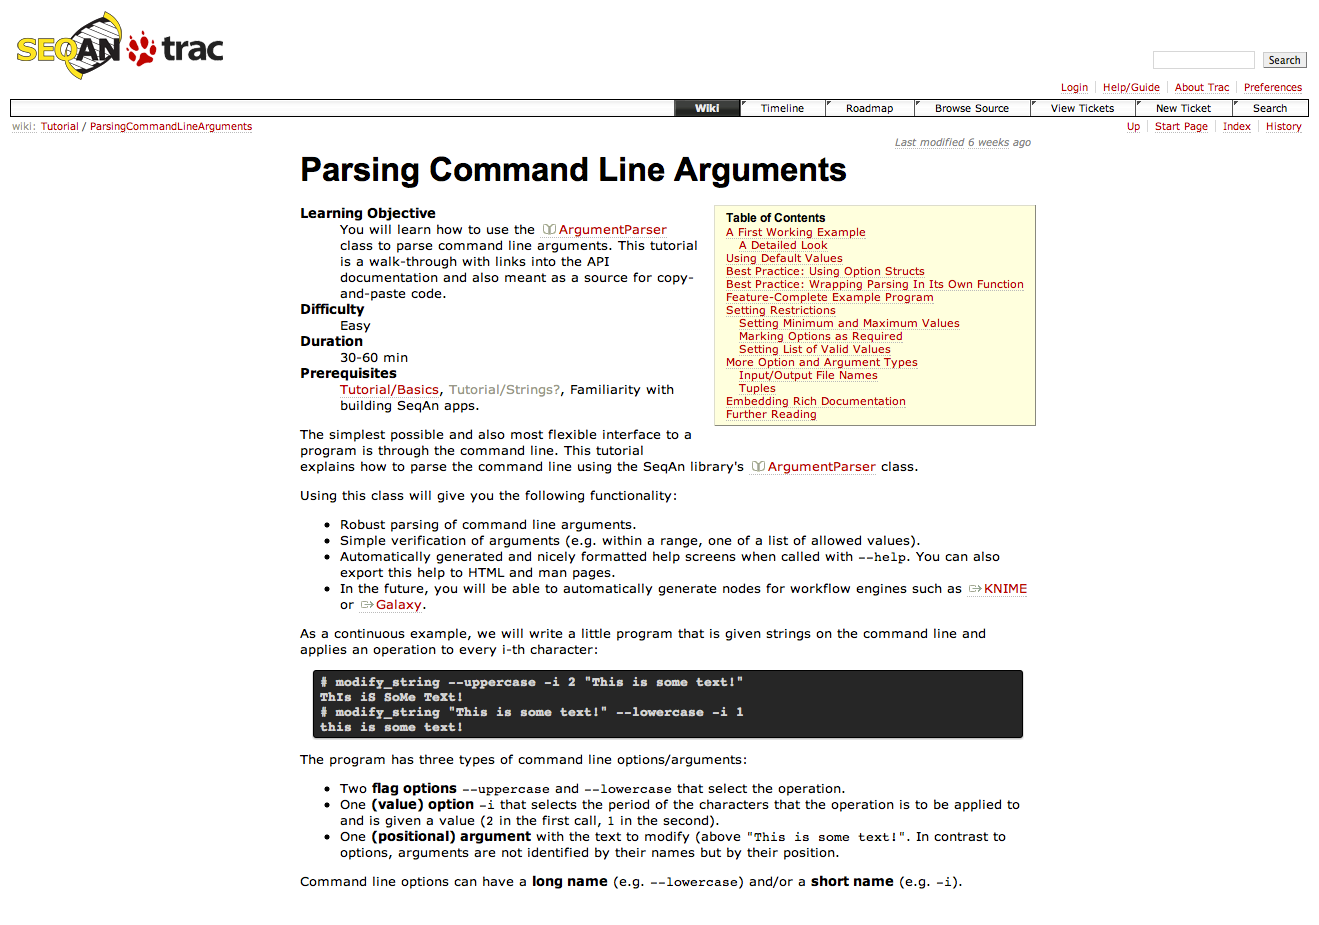 SEQAN trac
Search
Login Help/Guide About Trac Preferences
Wiki Timeline Roadmap Browse Source View Tickets New Ticket Search
wiki: Tutorial / ParsingCommandLineArguments
Up Start Page Index History
Last modified 6 weeks ago
Parsing Command Line Arguments
Learning Objective
You will learn how to use the ArgumentParser
class to parse command line arguments. This tutorial
is a walk-through with links into the API
documentation and also meant as a source for copy-
and-paste code.
Difficulty
Easy
Duration
30-60 min
Prerequisites
Tutorial/Basics, Tutorial/Strings?, Familiarity with
building SeqAn apps.
Table of Contents
A First Working Example
A Detailed Look
Using Default Values
Best Practice: Using Option Structs
Best Practice: Wrapping Parsing In Its Own Function
Feature-Complete Example Program
Setting Restrictions
Setting Minimum and Maximum Values
Marking Options as Required
Setting List of Valid Values
More Option and Argument Types
Input/Output File Names
Tuples
Embedding Rich Documentation
Further Reading
The simplest possible and also most flexible interface to a
program is through the command line. This tutorial
explains how to parse the command line using the SeqAn library's ArgumentParser class.
Using this class will give you the following functionality:
• Robust parsing of command line arguments.
• Simple verification of arguments (e.g. within a range, one of a list of allowed values).
• Automatically generated and nicely formatted help screens when called with --help. You can also
export this help to HTML and man pages.
• In the future, you will be able to automatically generate nodes for workflow engines such as KNIME
or Galaxy.
As a continuous example, we will write a little program that is given strings on the command line and
applies an operation to every i-th character:
# modify_string --uppercase -i 2 "This is some text!"
ThIs iS SoMe TeXt!
# modify_string "This is some text!" --lowercase -i 1
this is some text!
The program has three types of command line options/arguments:
• Two flag options --uppercase and --lowercase that select the operation.
• One (value) option -i that selects the period of the characters that the operation is to be applied to
and is given a value (2 in the first call, 1 in the second).
• One (positional) argument with the text to modify (above "This is some text!". In contrast to
options, arguments are not identified by their names but by their position.
Command line options can have a long name (e.g. --lowercase) and/or a short name (e.g. -i).